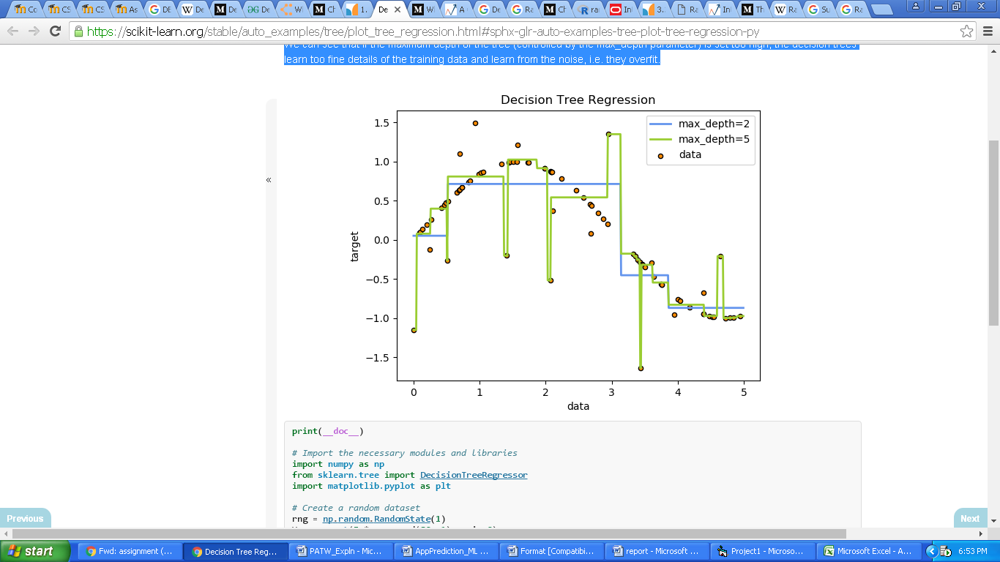 Co
CS
CS
As
DE
De
De
De
Wi
Ch
1.
De
W
A
De
Ra
Ch
ra
In
3.
Ra
In
Th
Ra
Su
Ra
https://scikit-learn.org/stable/auto_examples/tree/plot_tree_regression.html#sphx-glr-auto-examples-tree-plot-tree-regression-py
We can see that if the maximum depth of the tree (controlled by the max_depth parameter) is set too high, the decision trees
learn too fine details of the training data and learn from the noise, i.e. they overfit.
«
Decision Tree Regression
max_depth=2
max_depth=5
data
1.5
1.0
0.5
0.0
−0.5
−1.0
−1.5
target
0 1 2 3 4 5
data
print(__doc__)
# Import the necessary modules and libraries
import numpy as np
from sklearn.tree import DecisionTreeRegressor
import matplotlib.pyplot as plt
# Create a random dataset
rng = np.random.RandomState(1)
Previous
Next
start
Fwd: assignment (...
Decision Tree Reg...
PATW_Expln - Mic...
AppPrediction_ML ...
Format [Compatibi...
report - Microsoft ...
Project1 - Microso...
Microsoft Excel - A...
6:53 PM